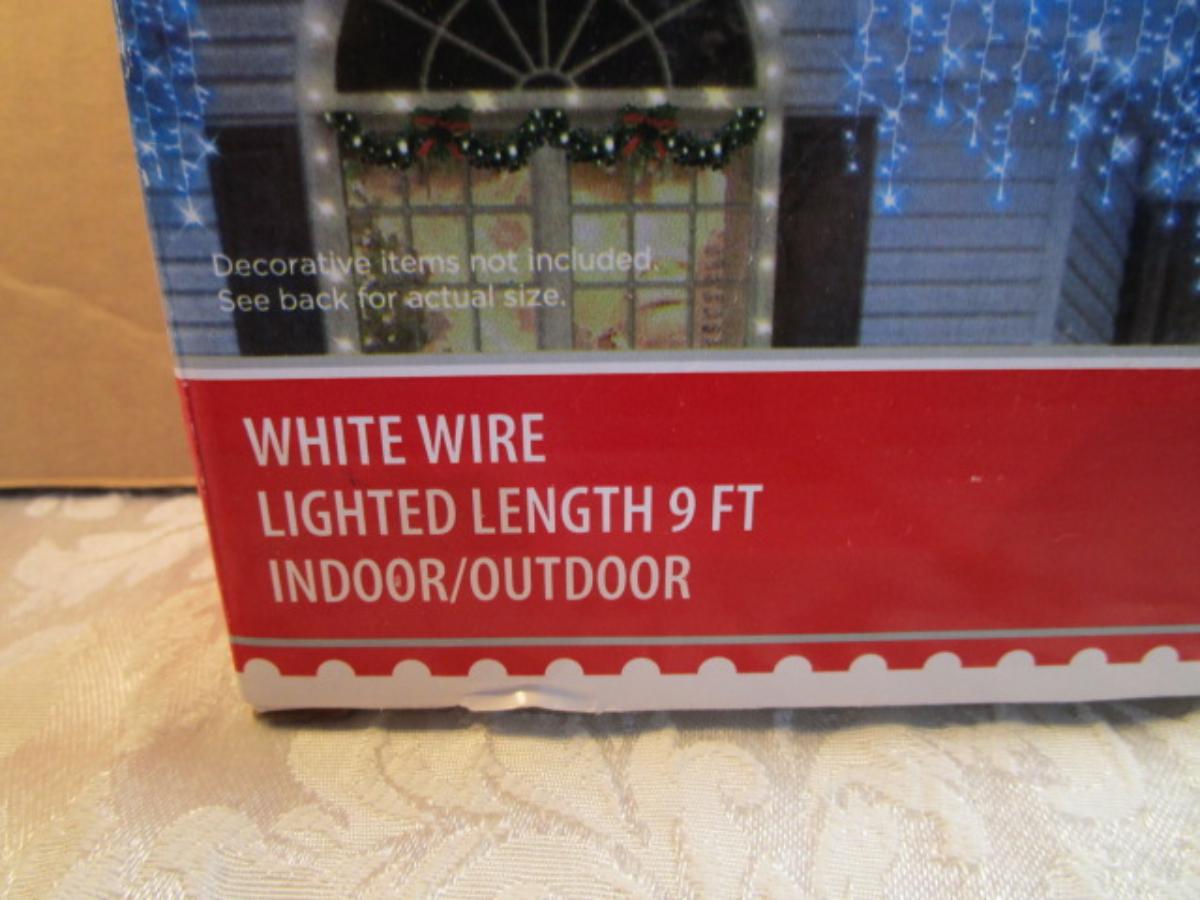 Decorative items not included.
See back for actual size.
WHITE WIRE
LIGHTED LENGTH 9 FT
INDOOR/OUTDOOR